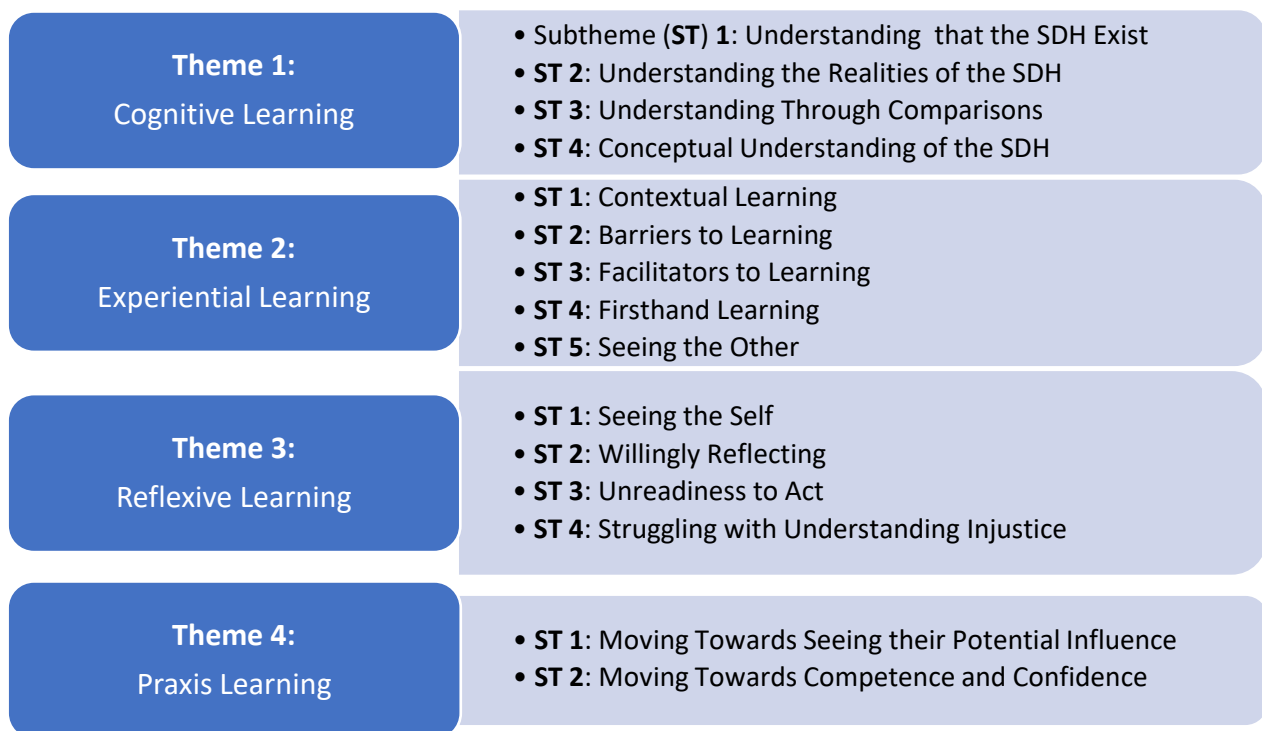 Theme 1:
Cognitive Learning
• Subtheme (ST) 1: Understanding that the SDH Exist
• ST 2: Understanding the Realities of the SDH
• ST 3: Understanding Through Comparisons
• ST 4: Conceptual Understanding of the SDH
Theme 2:
Experiential Learning
• ST 1: Contextual Learning
• ST 2: Barriers to Learning
• ST 3: Facilitators to Learning
• ST 4: Firsthand Learning
• ST 5: Seeing the Other
Theme 3:
Reflexive Learning
• ST 1: Seeing the Self
• ST 2: Willingly Reflecting
• ST 3: Unreadiness to Act
• ST 4: Struggling with Understanding Injustice
Theme 4:
Praxis Learning
• ST 1: Moving Towards Seeing their Potential Influence
• ST 2: Moving Towards Competence and Confidence